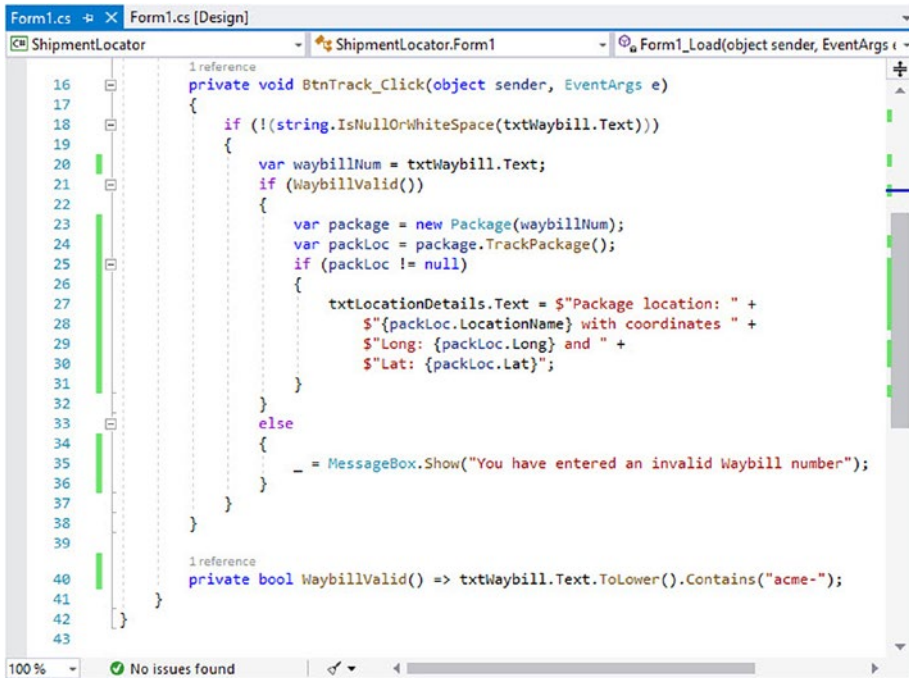 Form1.cs Form1.cs [Design]
C# ShipmentLocator ShipmentLocator.Form1 Form1_Load(object sender, EventArgs e
1 reference
16 private void BtnTrack_Click(object sender, EventArgs e)
17 {
18 if (!(string.IsNullOrWhiteSpace(txtWaybill.Text)))
19 {
20 var waybillNum = txtWaybill.Text;
21 if (WaybillValid())
22 {
23 var package = new Package(waybillNum);
24 var packLoc = package.TrackPackage();
25 if (packLoc != null)
26 {
27 txtLocationDetails.Text = $"Package location: " +
28 $"{packLoc.LocationName} with coordinates " +
29 $"Long: {packLoc.Long} and " +
30 $"Lat: {packLoc.Lat}";
31 }
32 }
33 else
34 {
35 _ = MessageBox.Show("You have entered an invalid Waybill number");
36 }
37 }
38 }
39
1 reference
40 private bool WaybillValid() => txtWaybill.Text.ToLower().Contains("acme-");
41 }
42 }
43
100 % No issues found